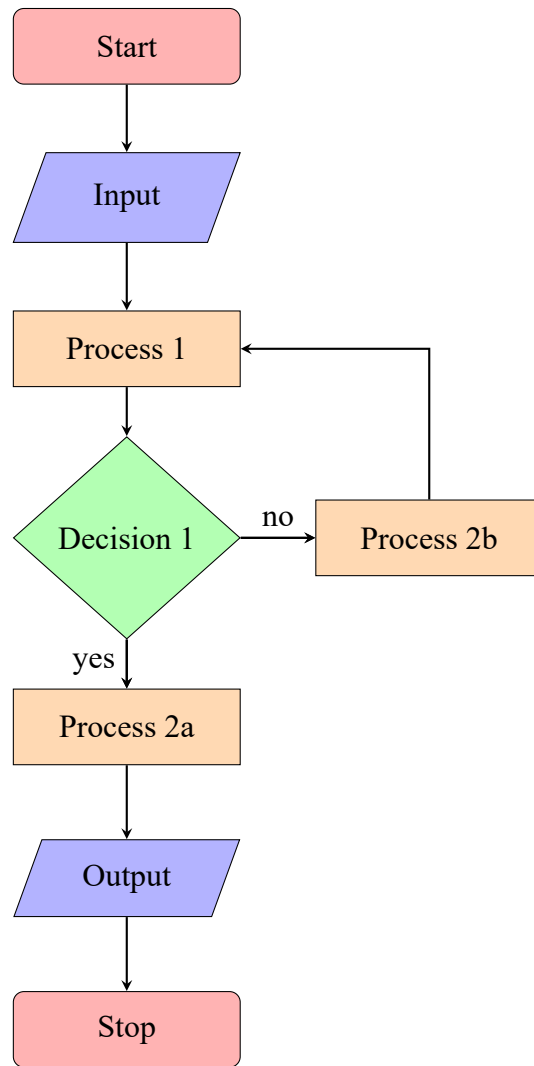 Start
Input
Process 1
Decision 1
no
Process 2b
yes
Process 2a
Output
Stop